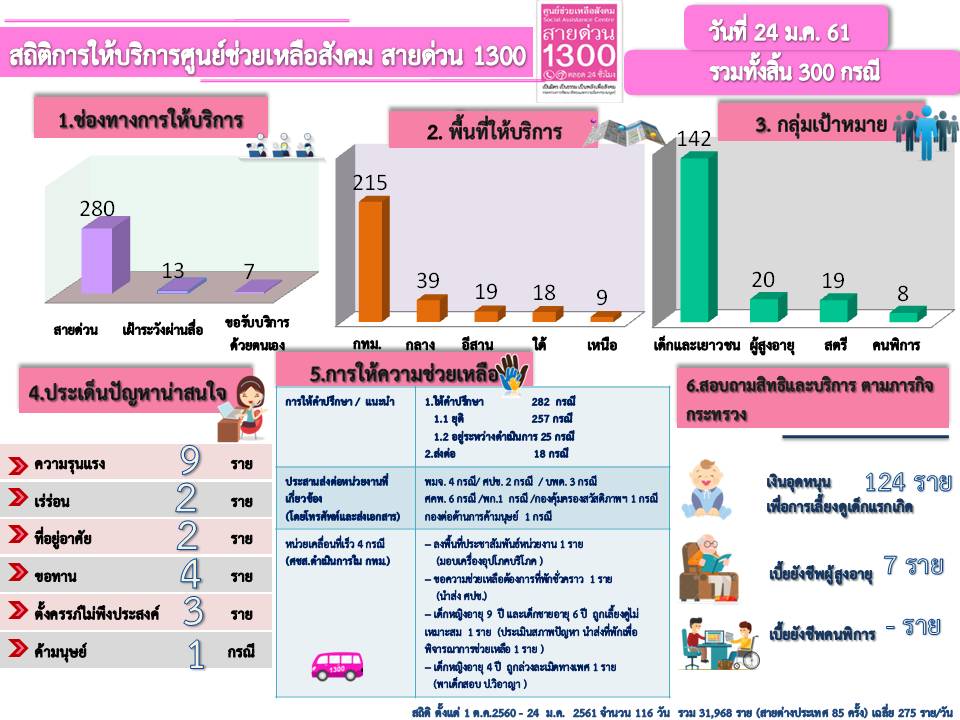 สถิติการให้บริการศูนย์ช่วยเหลือสังคม สายด่วน 1300
ศูนย์ช่วยเหลือสังคม
Social Assistance Centre
สายด่วน
1300
ตลอด 24 ชั่วโมง
วันที่ 24 ม.ค. 61
รวมทั้งสิ้น 300 กรณี
1.ช่องทางการให้บริการ
280
13
7
สายด่วน
เฝ้าระวังผ่านสื่อ
ขอรับบริการ
ด้วยตนเอง
2. พื้นที่ให้บริการ
215
39
19
18
9
กทม.
กลาง
อีสาน
ใต้
เหนือ
3. กลุ่มเป้าหมาย
142
20
19
8
เด็กและเยาวชน
ผู้สูงอายุ
สตรี
คนพิการ
4.ประเด็นปัญหาน่าสนใจ
ความรุนแรง 9 ราย
เร่ร่อน 2 ราย
ที่อยู่อาศัย 2 ราย
ขอทาน 4 ราย
ตั้งครรภ์ไม่พึงประสงค์ 3 ราย
ค้ามนุษย์ 1 กรณี
5.การให้ความช่วยเหลือ
การให้คำปรึกษา / แนะนำ
1.ให้คำปรึกษา 282 กรณี
1.1 ยุติ 257 กรณี
1.2 อยู่ระหว่างดำเนินการ 25 กรณี
2.ส่งต่อ 18 กรณี
ประสานส่งต่อหน่วยงานที่
เกี่ยวข้อง
(โดยโทรศัพท์และส่งเอกสาร)
พมจ. 4 กรณี/ ศปข. 2 กรณี / บพด. 3 กรณี
ศคพ. 6 กรณี /พก.1 กรณี /กองคุ้มครองสวัสดิภาพฯ 1 กรณี
กองต่อต้านการค้ามนุษย์ 1 กรณี
หน่วยเคลื่อนที่เร็ว 4 กรณี
(ศชส.ดำเนินการใน กทม.)
– ลงพื้นที่ประชาสัมพันธ์หน่วยงาน 1 ราย
(มอบเครื่องอุปโภคบริโภค )
– ขอความช่วยเหลือต้องการที่พักชั่วคราว 1 ราย
(นำส่ง ศปข.)
– เด็กหญิงอายุ 9 ปี และเด็กชายอายุ 6 ปี ถูกเลี้ยงดูไม่
เหมาะสม 1 ราย (ประเมินสภาพปัญหา นำส่งที่พักเพื่อ
พิจารณาการช่วยเหลือ 1 ราย )
– เด็กหญิงอายุ 4 ปี ถูกล่วงละเมิดทางเพศ 1 ราย
(พาเด็กสอบ ป.วิอาญา )
6.สอบถามสิทธิและบริการ ตามภารกิจ
กระทรวง
เงินอุดหนุน 124 ราย
เพื่อการเลี้ยงดูเด็กแรกเกิด
เบี้ยยังชีพผู้สูงอายุ 7 ราย
เบี้ยยังชีพคนพิการ - ราย
สถิติ ตั้งแต่ 1 ต.ค.2560 - 24 ม.ค. 2561 จำนวน 116 วัน รวม 31,968 ราย (สายต่างประเทศ 85 ครั้ง) เฉลี่ย 275 ราย/วัน